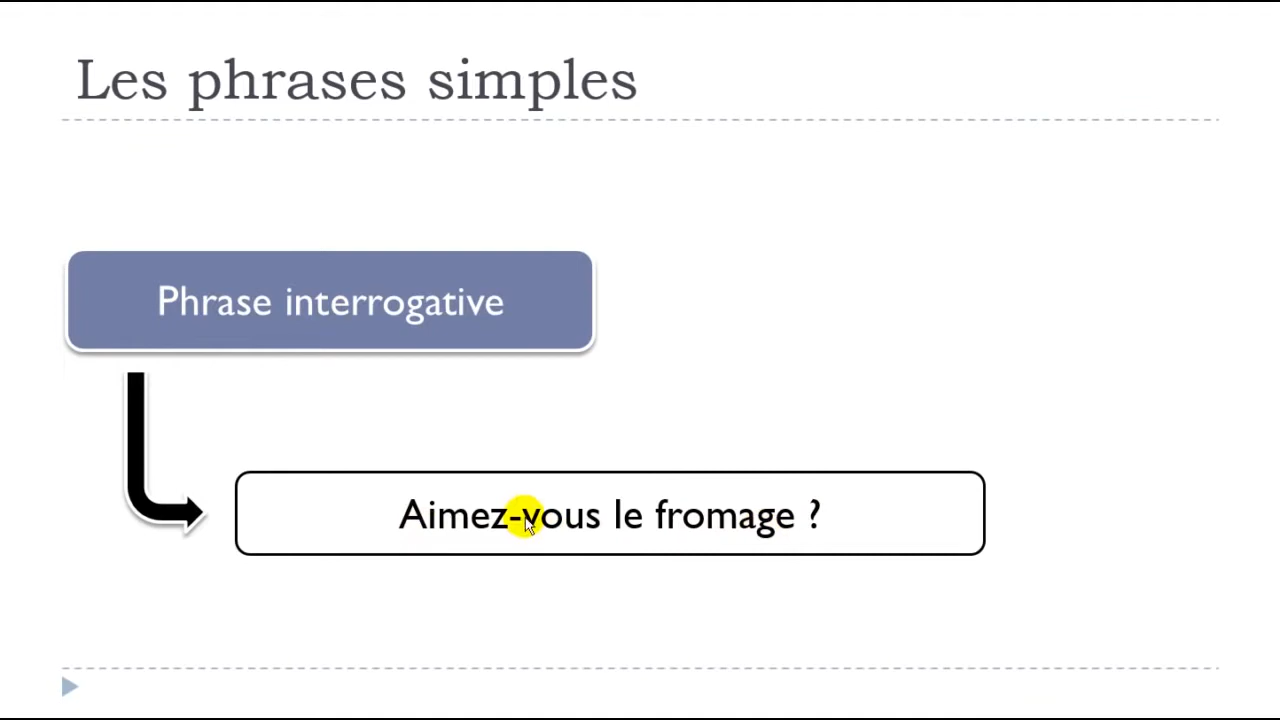 Les phrases simples
Phrase interrogative
Aimez-vous le fromage ?